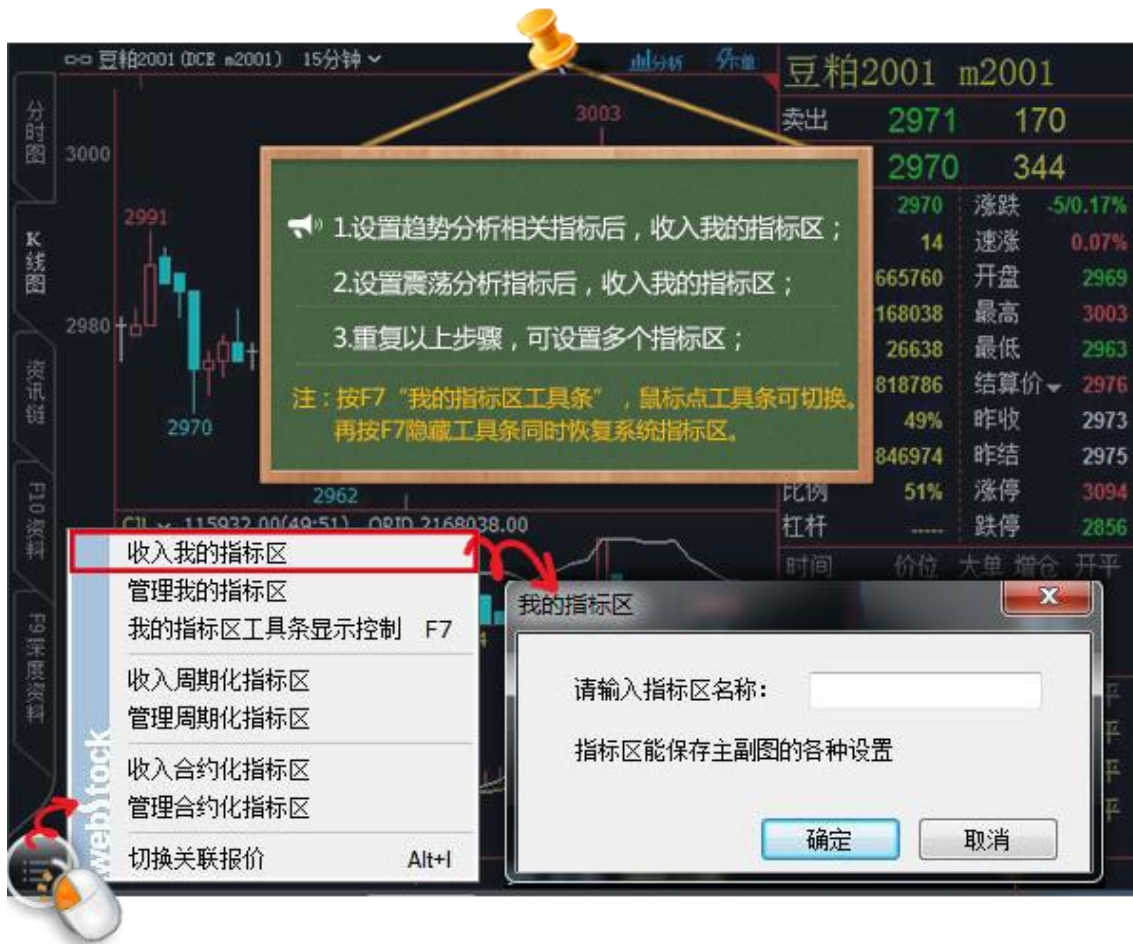 豆粕2001 (DCE m2001) 15分钟
分析
豆粕2001 m2001
3003
卖出 2971 170
3000
2970 344
2991
2970 涨跌 -5/0.17%
14 速涨 0.07%
665760 开盘 2969
168038 最高 3003
26638 最低 2963
818786 结算价 2976
49% 昨收 2973
846974 昨结 2975
比例 51% 涨停 3094
杠杆 ----- 跌停 2856
时间 价位 大单 增仓 开平
2980
2970
2962
分时图
K线图
资讯链
F10资料
F9深度资料
1.设置趋势分析相关指标后，收入我的指标区；
2.设置震荡分析指标后，收入我的指标区；
3.重复以上步骤，可设置多个指标区；
注：按F7“我的指标区工具条”，鼠标点工具条可切换。
再按F7隐藏工具条同时恢复系统指标区。
CJL 115932.00(49:51) OPID 2168038.00
收入我的指标区
管理我的指标区
我的指标区工具条显示控制 F7
收入周期化指标区
管理周期化指标区
收入合约化指标区
管理合约化指标区
切换关联报价 Alt+I
webstock
我的指标区
请输入指标区名称：
指标区能保存主副图的各种设置
确定 取消
平
平
平
平